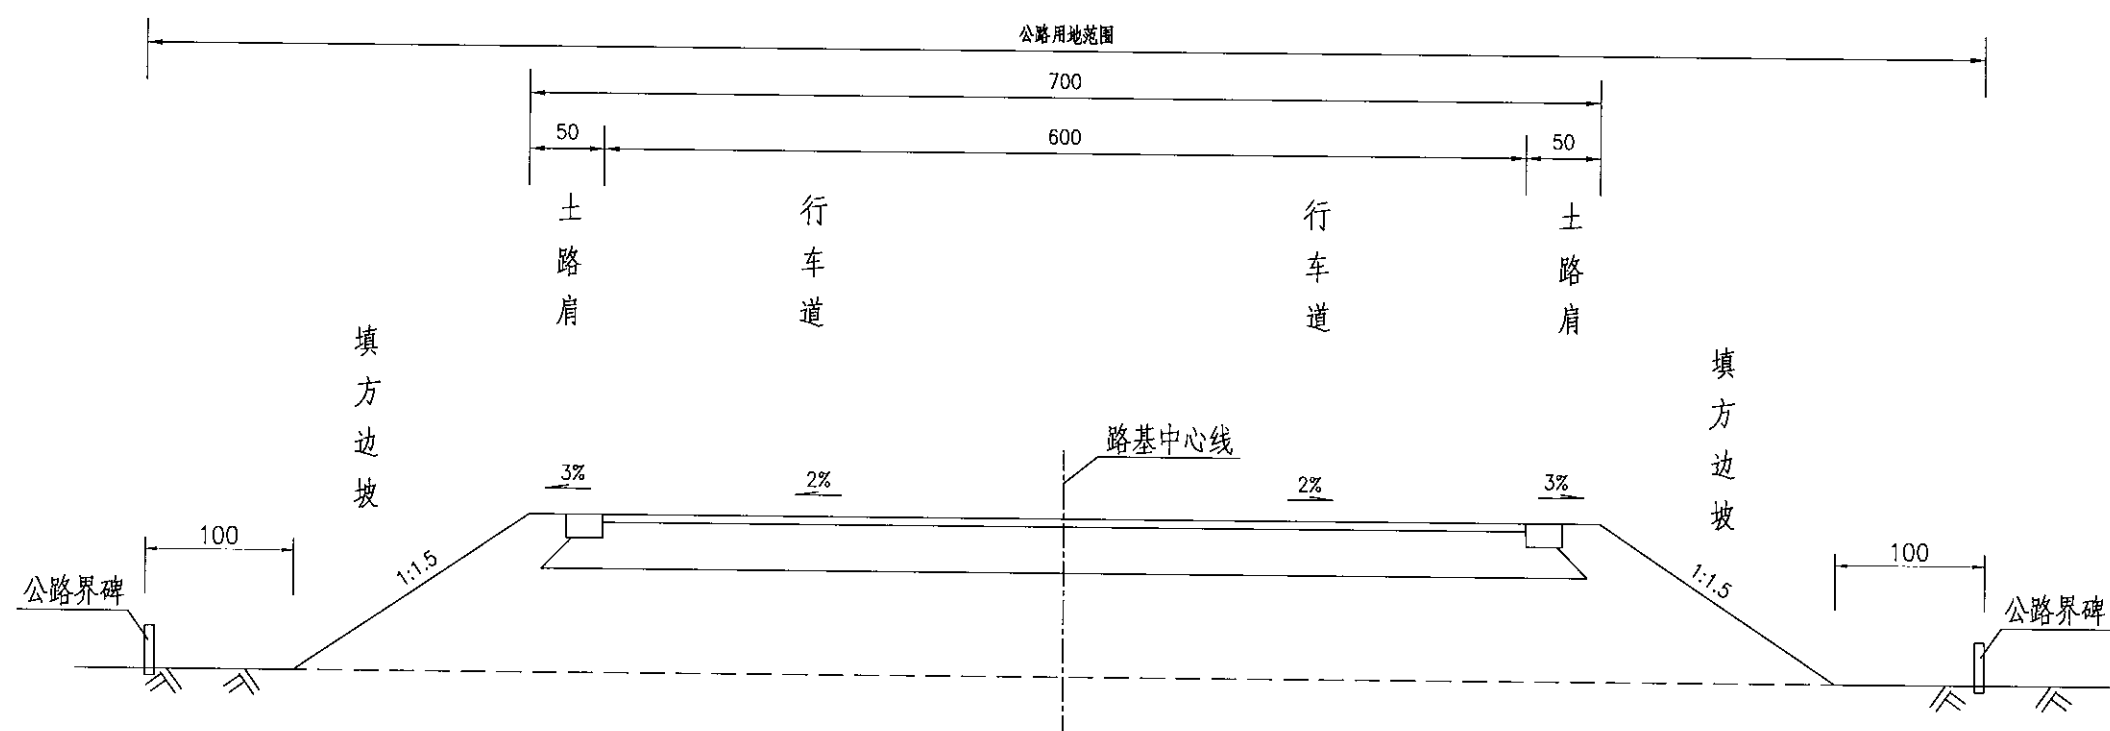 公路用地范围
700
50
600
50
土路肩
行车道
行车道
土路肩
填方边坡
填方边坡
路基中心线
3%
2%
2%
3%
100
1:1.5
1:1.5
100
公路界碑
公路界碑